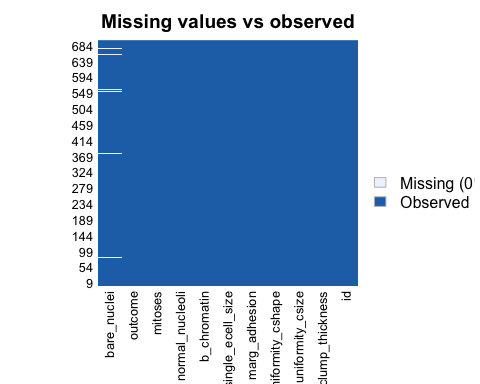 Missing values vs observed
684
639
594
549
504
459
414
369
324
279
234
189
144
99
54
9
Missing (0
Observed
bare_nuclei
outcome
mitoses
normal_nucleoli
b_chromatin
single_ecell_size
marg_adhesion
niformity_cshape
uniformity_csize
clump_thickness
id